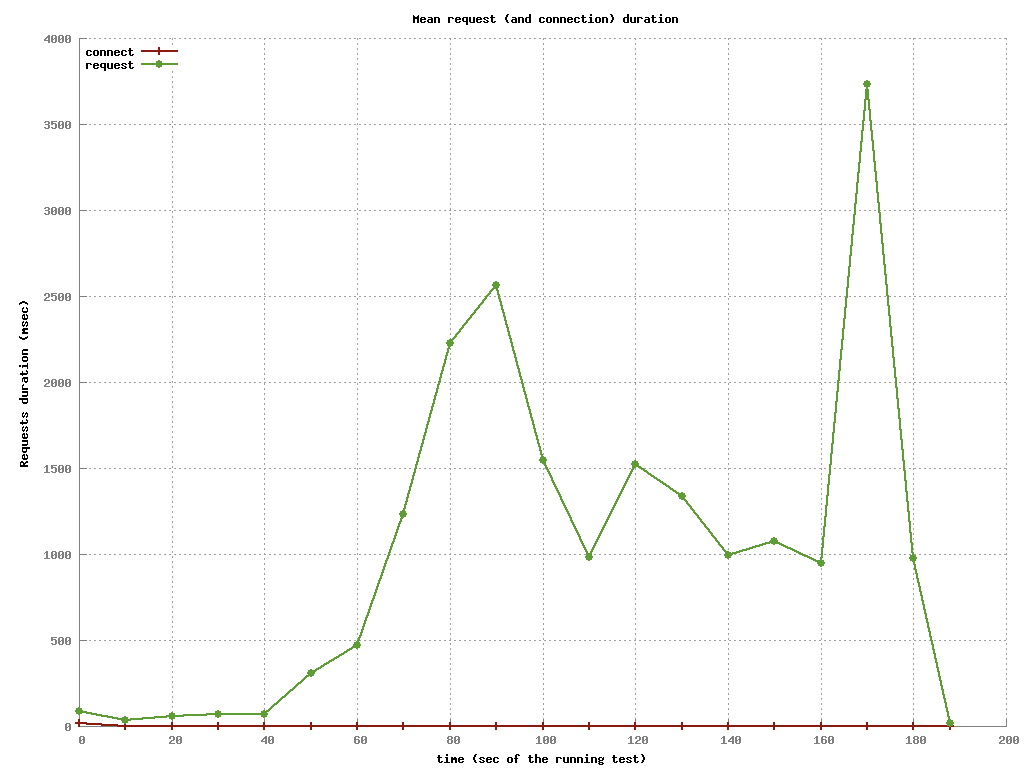 Mean request (and connection) duration
connect
request
4000
3500
3000
2500
2000
1500
1000
500
0
Requests duration (msec)
0 20 40 60 80 100 120 140 160 180 200
time (sec of the running test)